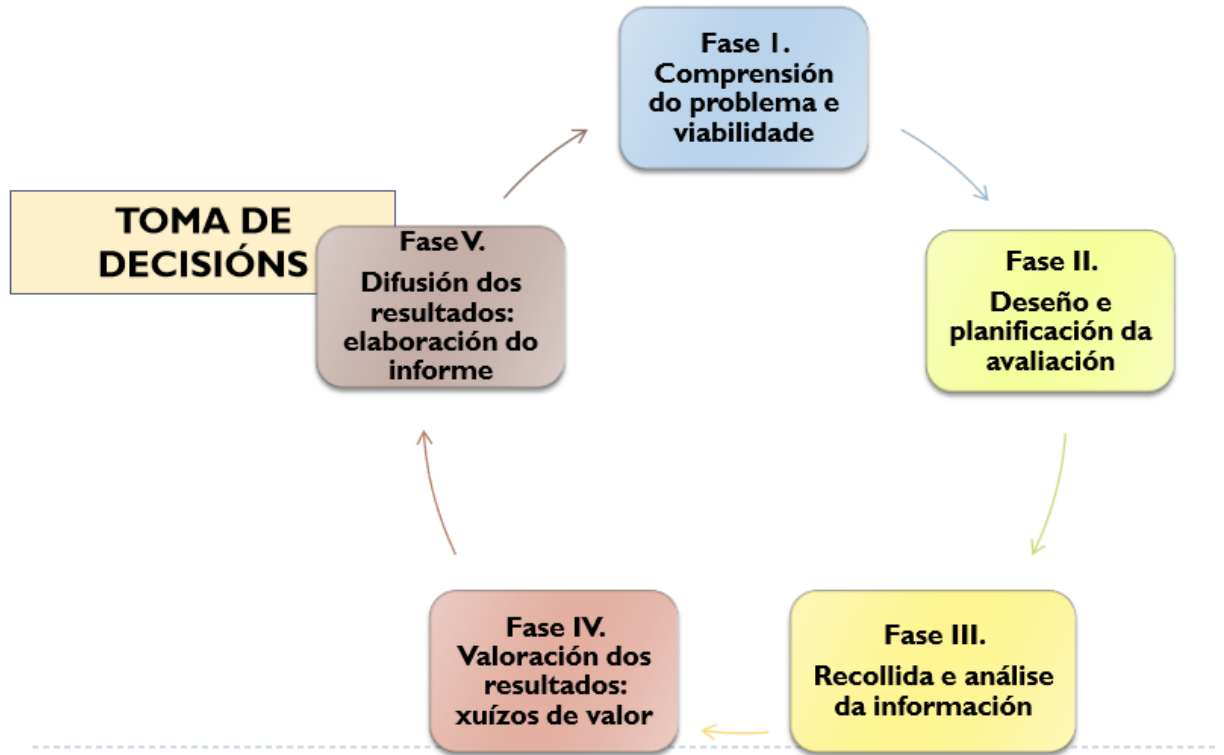 Fase I.
Comprensión
do problema e
viabilidade
TOMA DE
DECISIÓNS
Fase V.
Difusión dos
resultados:
elaboración do
informe
Fase II.
Deseño e
planificación da
avaliación
Fase IV.
Valoración dos
resultados:
xuízos de valor
Fase III.
Recollida e análise
da información